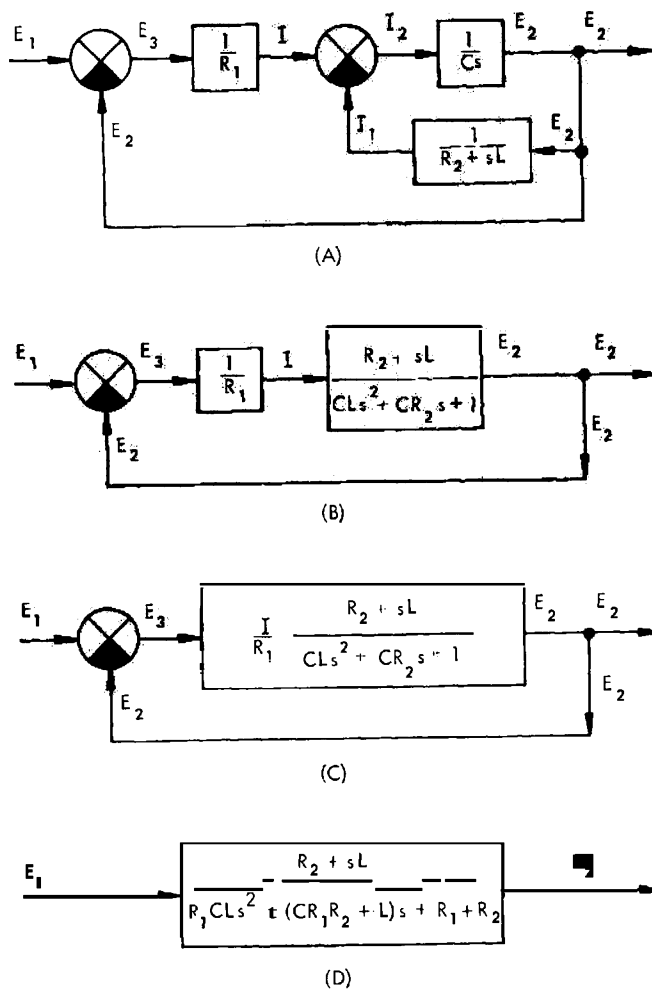 E₁ E₃ 1/R₁ I I₂ 1/Cs E₂ E₂
E₂ I₁ 1/(R₂ + sL) E₂
(A)
E₁ E₃ 1/R₁ I (R₂ + sL)/(CLs² + CR₂s + 1) E₂ E₂
E₂ E₂
(B)
E₁ E₃ I/R₁ (R₂ + sL)/(CLs² + CR₂s + 1) E₂ E₂
E₂ E₂
(C)
E₁ (R₂ + sL)/(R₁CLs² + (CR₁R₂ + L)s + R₁ + R₂)
(D)